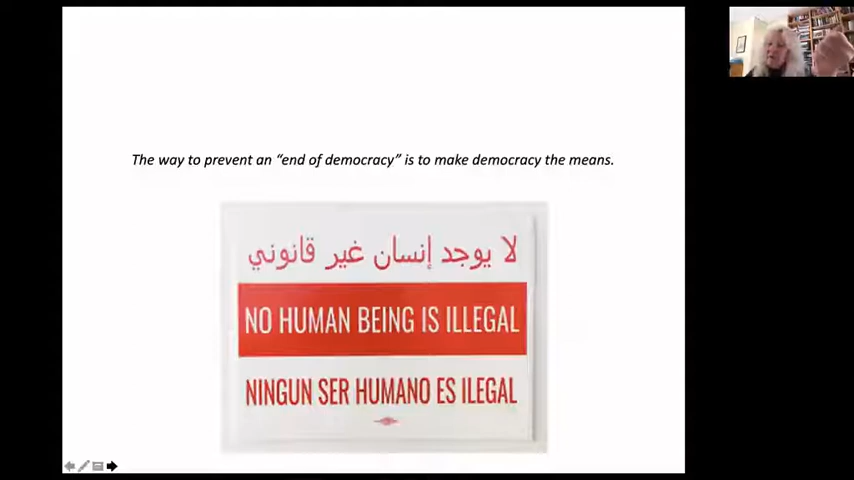 The way to prevent an “end of democracy” is to make democracy the means.
لا يوجد إنسان غير قانوني
NO HUMAN BEING IS ILLEGAL
NINGUN SER HUMANO ES ILEGAL